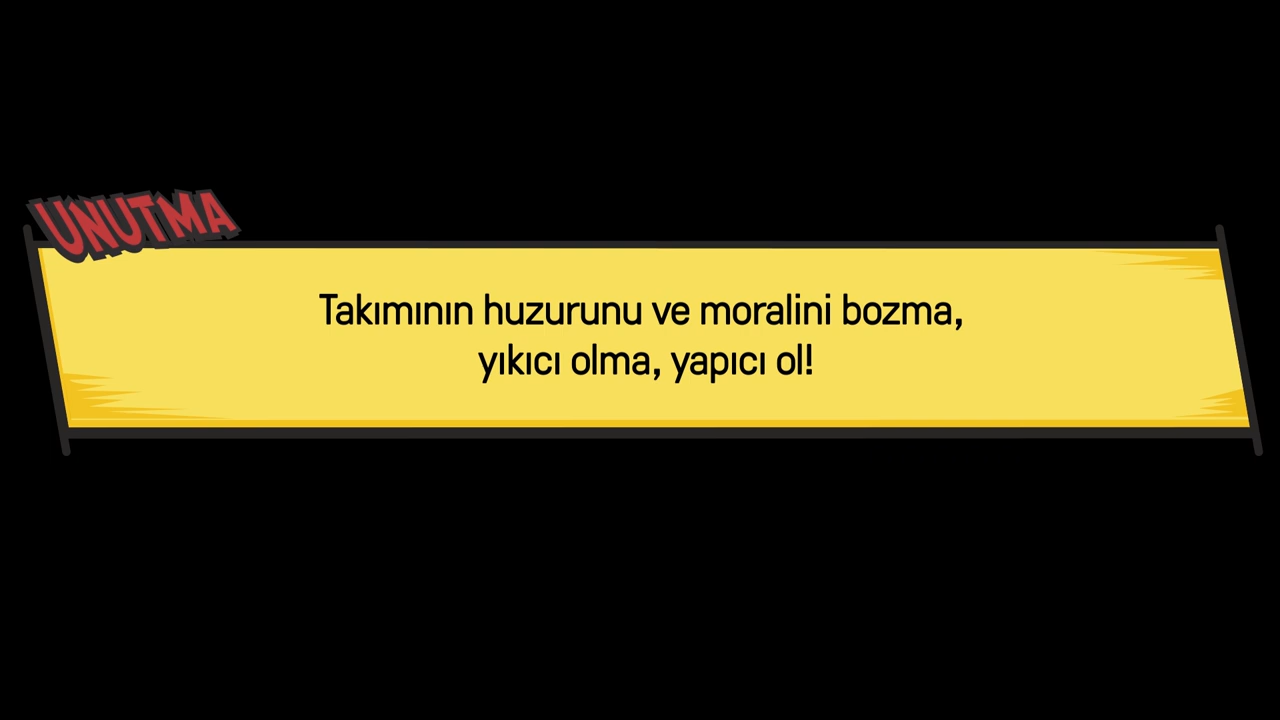 UNUTMA
Takımının huzurunu ve moralini bozma,
yıkıcı olma, yapıcı ol!